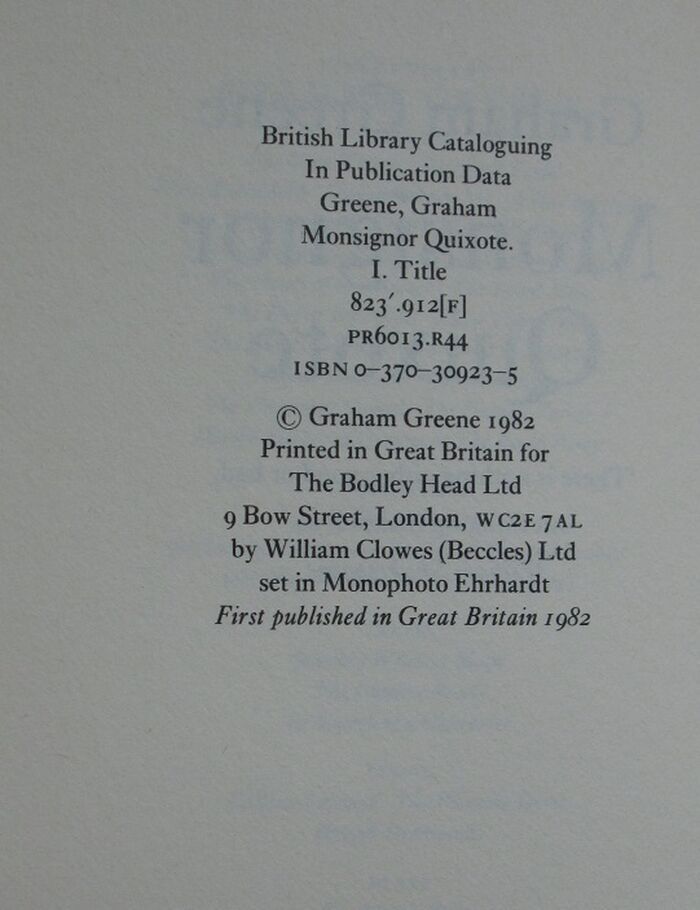 British Library Cataloguing
In Publication Data
Greene, Graham
Monsignor Quixote.
I. Title
823′.912[F]
PR6013.R44
ISBN 0–370–30923–5
© Graham Greene 1982
Printed in Great Britain for
The Bodley Head Ltd
9 Bow Street, London, WC2E 7AL
by William Clowes (Beccles) Ltd
set in Monophoto Ehrhardt
First published in Great Britain 1982